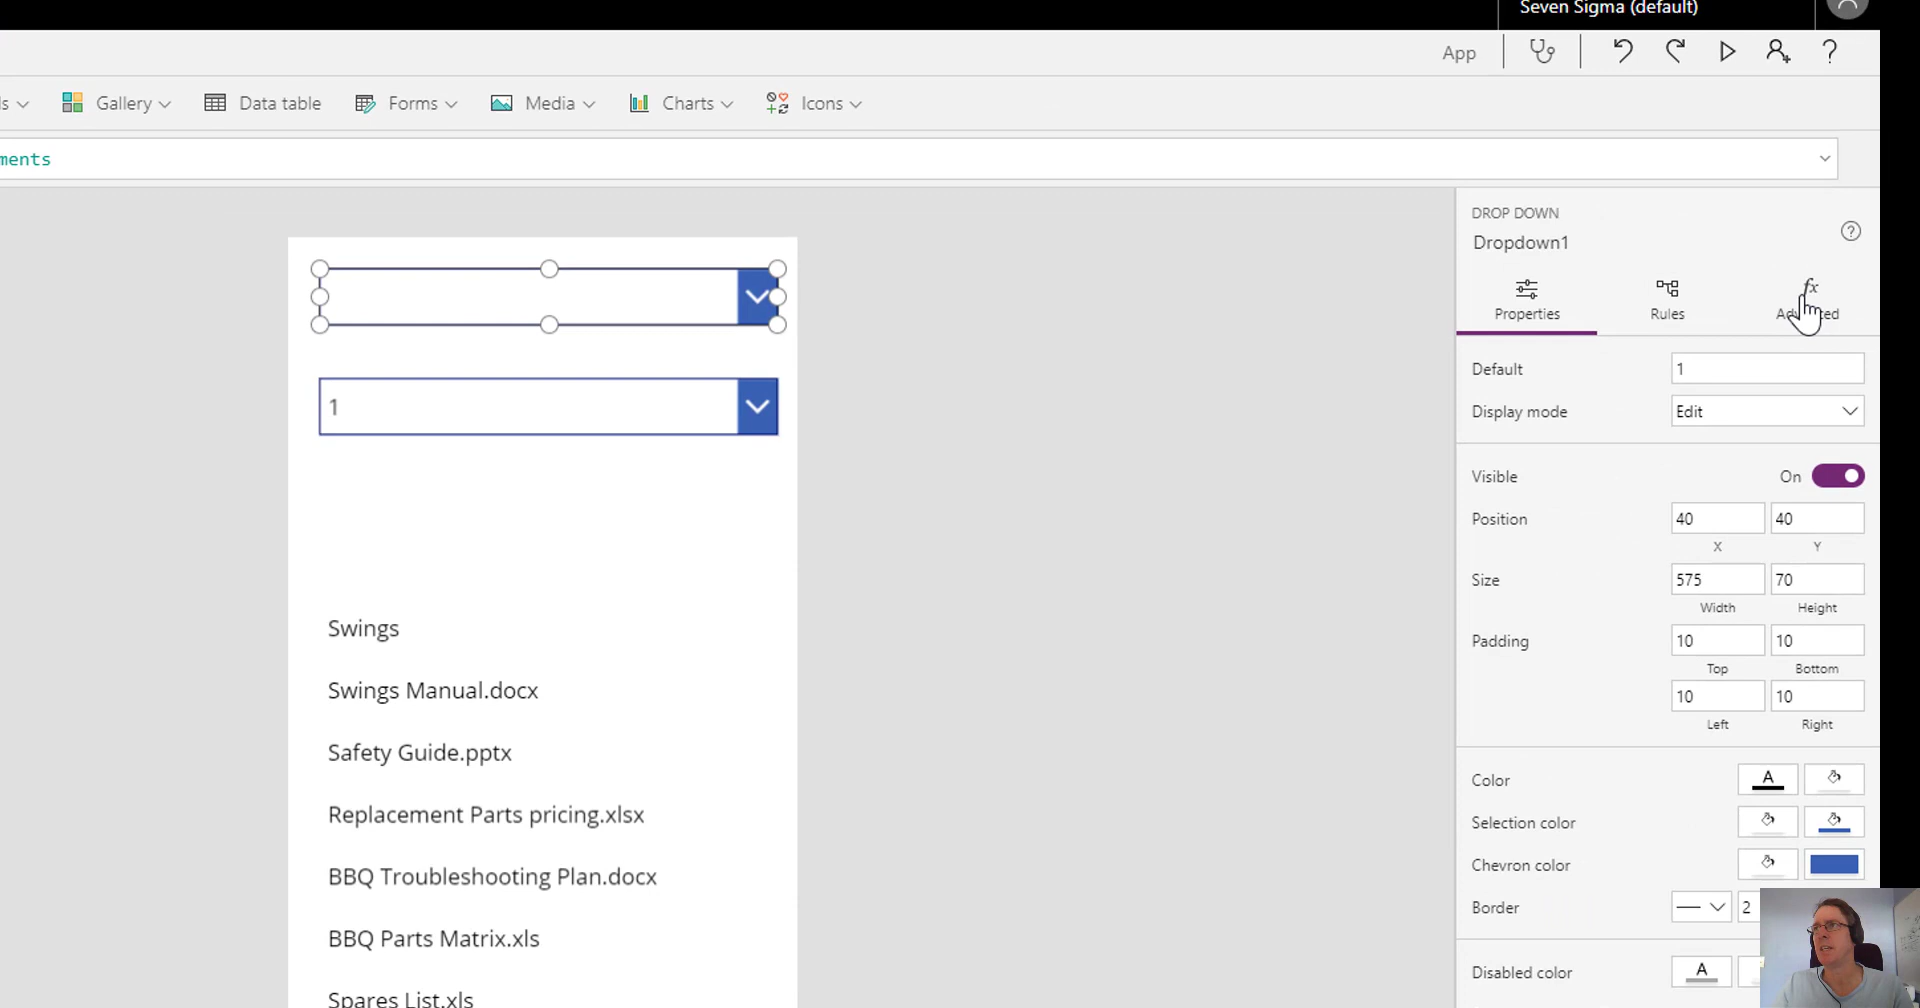 Seven Sigma (default)
App
ls
Gallery
Data table
Forms
Media
Charts
Icons
ments
DROP DOWN
Dropdown1
Properties
Rules
Default
1
Display mode
Edit
Visible
On
Position
40
40
X
Y
Size
575
70
Width
Height
Padding
10
10
Top
Bottom
10
10
Left
Right
Color
A
Selection color
Chevron color
Border
2
Disabled color
A
1
Swings
Swings Manual.docx
Safety Guide.pptx
Replacement Parts pricing.xlsx
BBQ Troubleshooting Plan.docx
BBQ Parts Matrix.xls
Spares List.xls